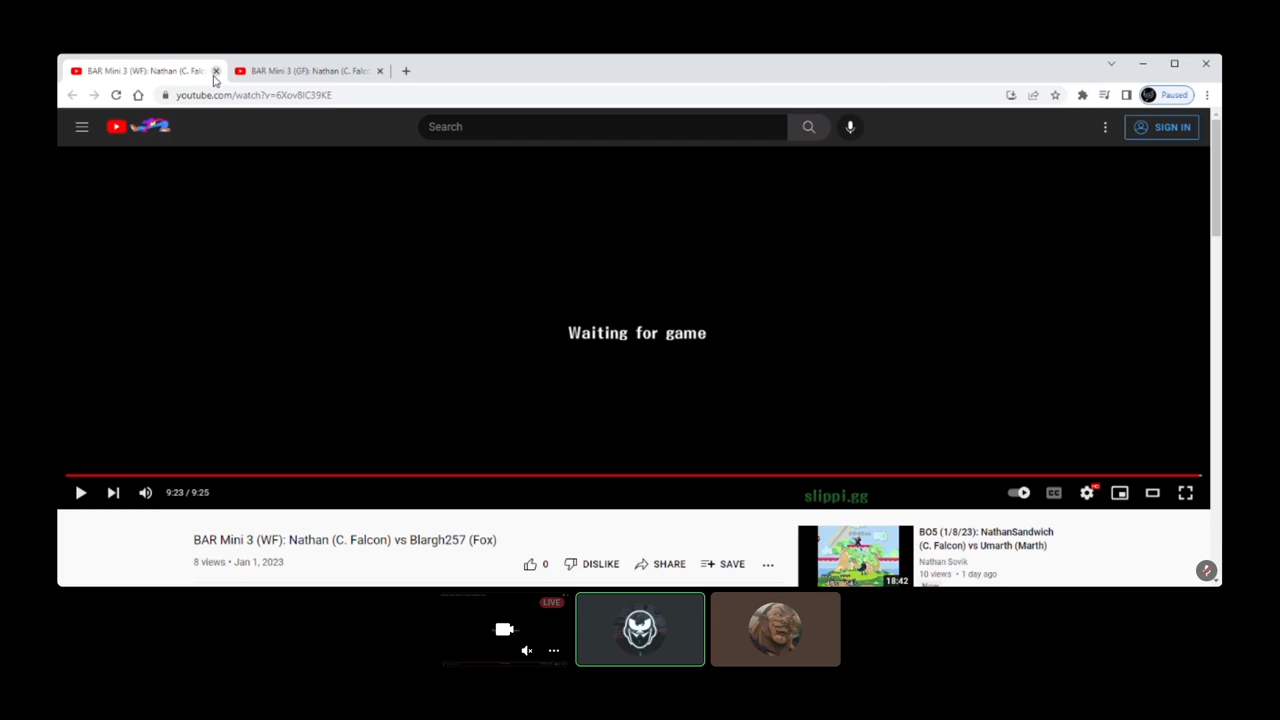 BAR Mini 3 (WF): Nathan (C. Falc
BAR Mini 3 (GF): Nathan (C. Falc
youtube.com/watch?v=6Xov8IC39KE
Paused
Search
SIGN IN
Waiting for game
9:23 / 9:25
slippi.gg
HD
BAR Mini 3 (WF): Nathan (C. Falcon) vs Blargh257 (Fox)
8 views • Jan 1, 2023
0
DISLIKE
SHARE
SAVE
BO5 (1/8/23): NathanSandwich
(C. Falcon) vs Umarth (Marth)
Nathan Sovik
10 views • 1 day ago
New
18:42
LIVE